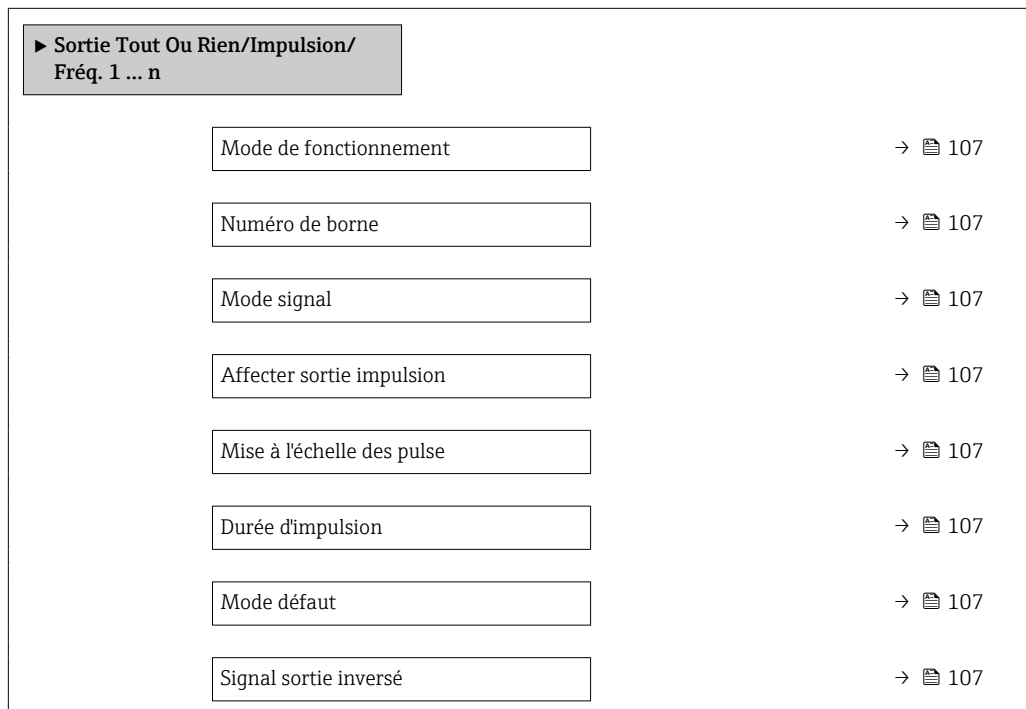 ▶ Sortie Tout Ou Rien/Impulsion/
Fréq. 1 ... n
Mode de fonctionnement → 107
Numéro de borne → 107
Mode signal → 107
Affecter sortie impulsion → 107
Mise à l'échelle des pulse → 107
Durée d'impulsion → 107
Mode défaut → 107
Signal sortie inversé → 107